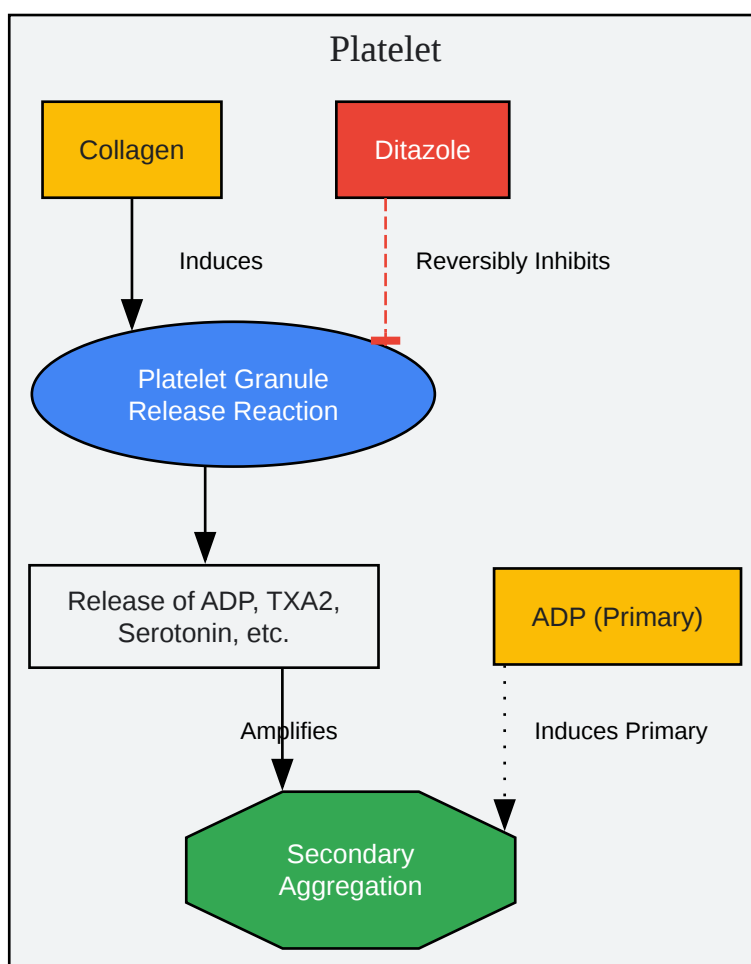 Platelet
Collagen
Ditazole
Induces
Reversibly Inhibits
Platelet Granule
Release Reaction
Release of ADP, TXA2,
Serotonin, etc.
ADP (Primary)
Amplifies
Induces Primary
Secondary
Aggregation